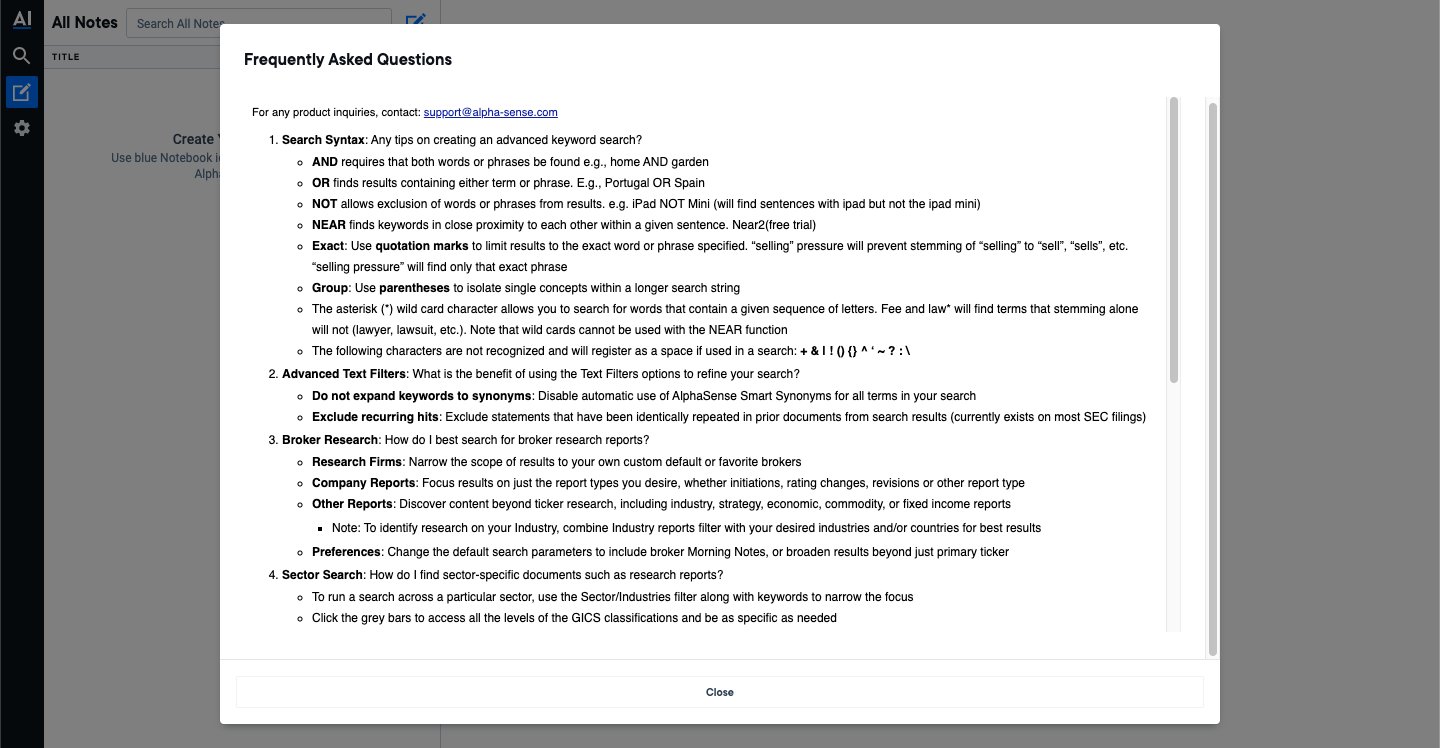 AI
All Notes
Search All Notes
TITLE
Create
Use blue Notebook
Alpha
Frequently Asked Questions
For any product inquiries, contact: support@alpha-sense.com
1. Search Syntax: Any tips on creating an advanced keyword search?
AND requires that both words or phrases be found e.g., home AND garden
OR finds results containing either term or phrase. E.g., Portugal OR Spain
NOT allows exclusion of words or phrases from results. e.g. iPad NOT Mini (will find sentences with ipad but not the ipad mini)
NEAR finds keywords in close proximity to each other within a given sentence. Near2(free trial)
Exact: Use quotation marks to limit results to the exact word or phrase specified. “selling” pressure will prevent stemming of “selling” to “sell”, “sells”, etc.
“selling pressure” will find only that exact phrase
Group: Use parentheses to isolate single concepts within a longer search string
The asterisk (*) wild card character allows you to search for words that contain a given sequence of letters. Fee and law* will find terms that stemming alone
will not (lawyer, lawsuit, etc.). Note that wild cards cannot be used with the NEAR function
The following characters are not recognized and will register as a space if used in a search: + & | ! () {} ^ ‘ ~ ? : \
2. Advanced Text Filters: What is the benefit of using the Text Filters options to refine your search?
Do not expand keywords to synonyms: Disable automatic use of AlphaSense Smart Synonyms for all terms in your search
Exclude recurring hits: Exclude statements that have been identically repeated in prior documents from search results (currently exists on most SEC filings)
3. Broker Research: How do I best search for broker research reports?
Research Firms: Narrow the scope of results to your own custom default or favorite brokers
Company Reports: Focus results on just the report types you desire, whether initiations, rating changes, revisions or other report type
Other Reports: Discover content beyond ticker research, including industry, strategy, economic, commodity, or fixed income reports
Note: To identify research on your Industry, combine Industry reports filter with your desired industries and/or countries for best results
Preferences: Change the default search parameters to include broker Morning Notes, or broaden results beyond just primary ticker
4. Sector Search: How do I find sector-specific documents such as research reports?
To run a search across a particular sector, use the Sector/Industries filter along with keywords to narrow the focus
Click the grey bars to access all the levels of the GICS classifications and be as specific as needed
Close